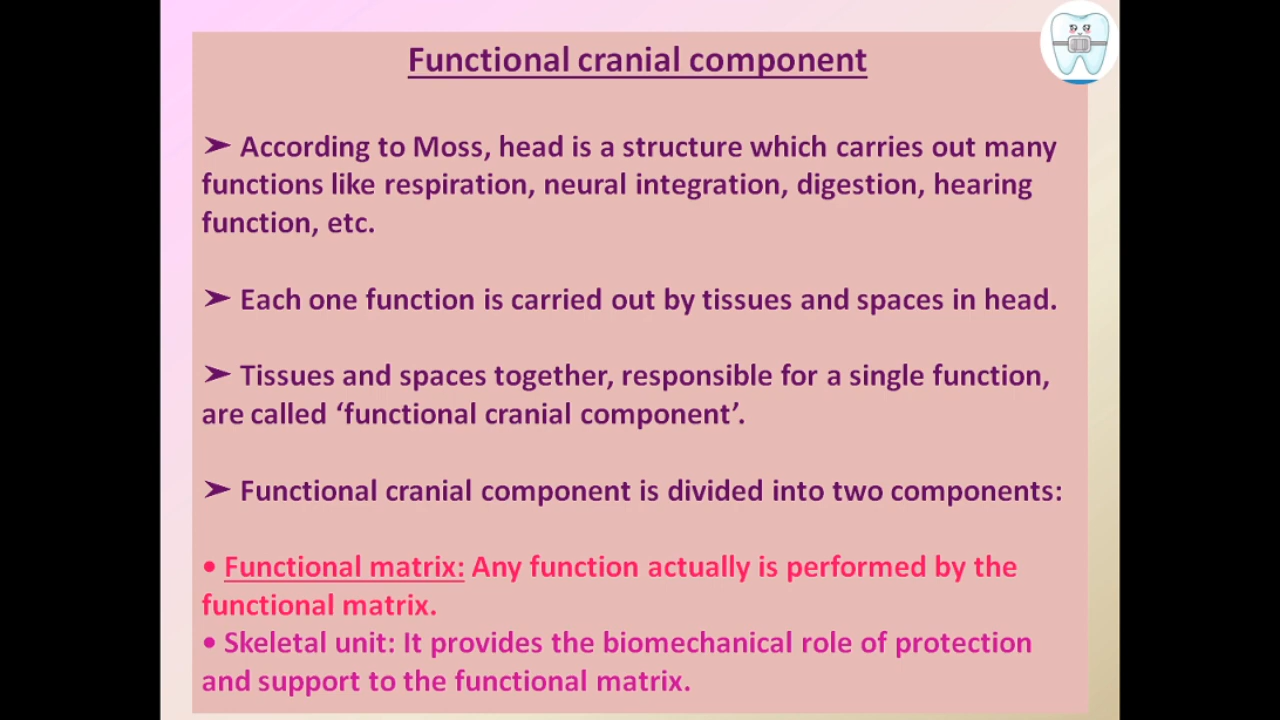 Functional cranial component
➤ According to Moss, head is a structure which carries out many
functions like respiration, neural integration, digestion, hearing
function, etc.
➤ Each one function is carried out by tissues and spaces in head.
➤ Tissues and spaces together, responsible for a single function,
are called ‘functional cranial component’.
➤ Functional cranial component is divided into two components:
• Functional matrix: Any function actually is performed by the
functional matrix.
• Skeletal unit: It provides the biomechanical role of protection
and support to the functional matrix.